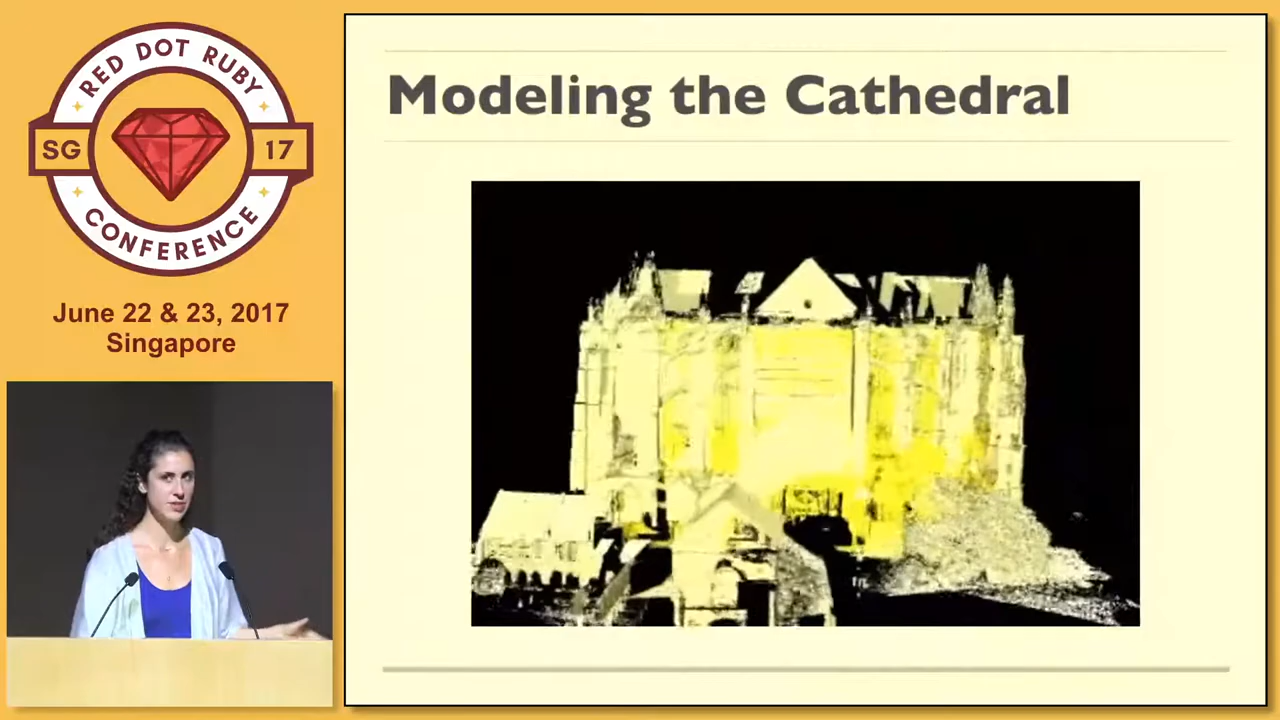 RED DOT RUBY
SG 17
CONFERENCE
June 22 & 23, 2017
Singapore
Modeling the Cathedral